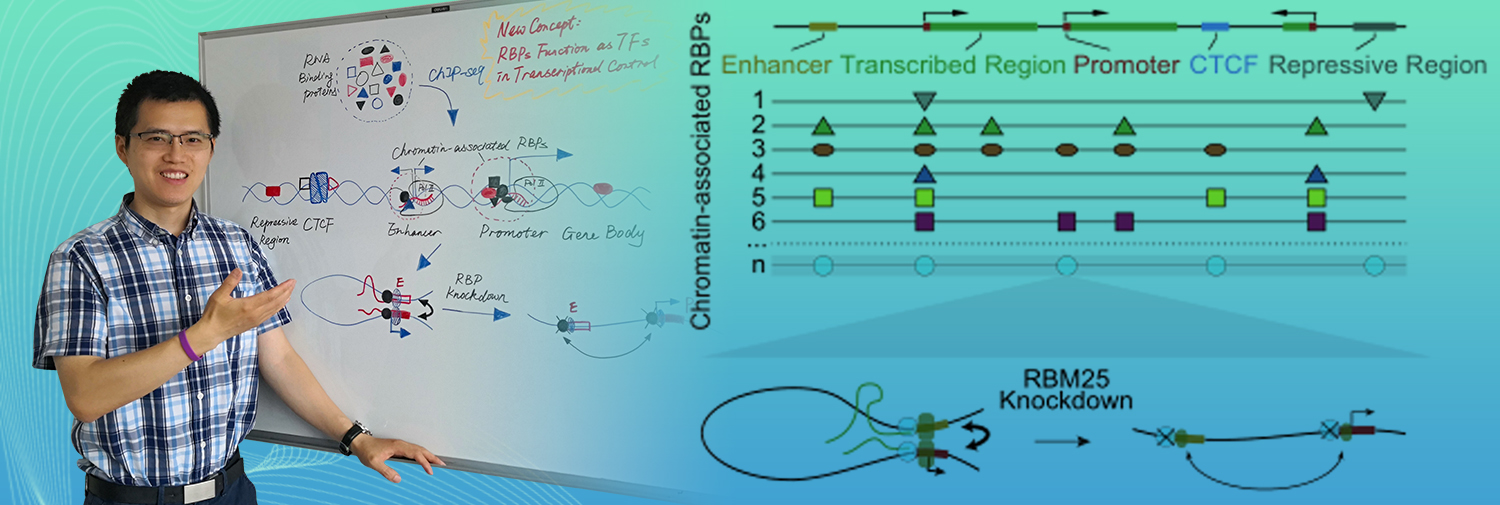 New Concept:
RBPs Function as TFs
in Transcriptional Control
RNA
Binding
proteins
ChIP-seq
Chromatin-associated RBPs
Pol II
Pol II
Repressive
Region
CTCF
Enhancer
Promoter
Gene Body
E
RBP
Knockdown
E
P
Chromatin-associated RBPs
Enhancer Transcribed Region Promoter CTCF Repressive Region
1
2
3
4
5
6
...
n
RBM25
Knockdown